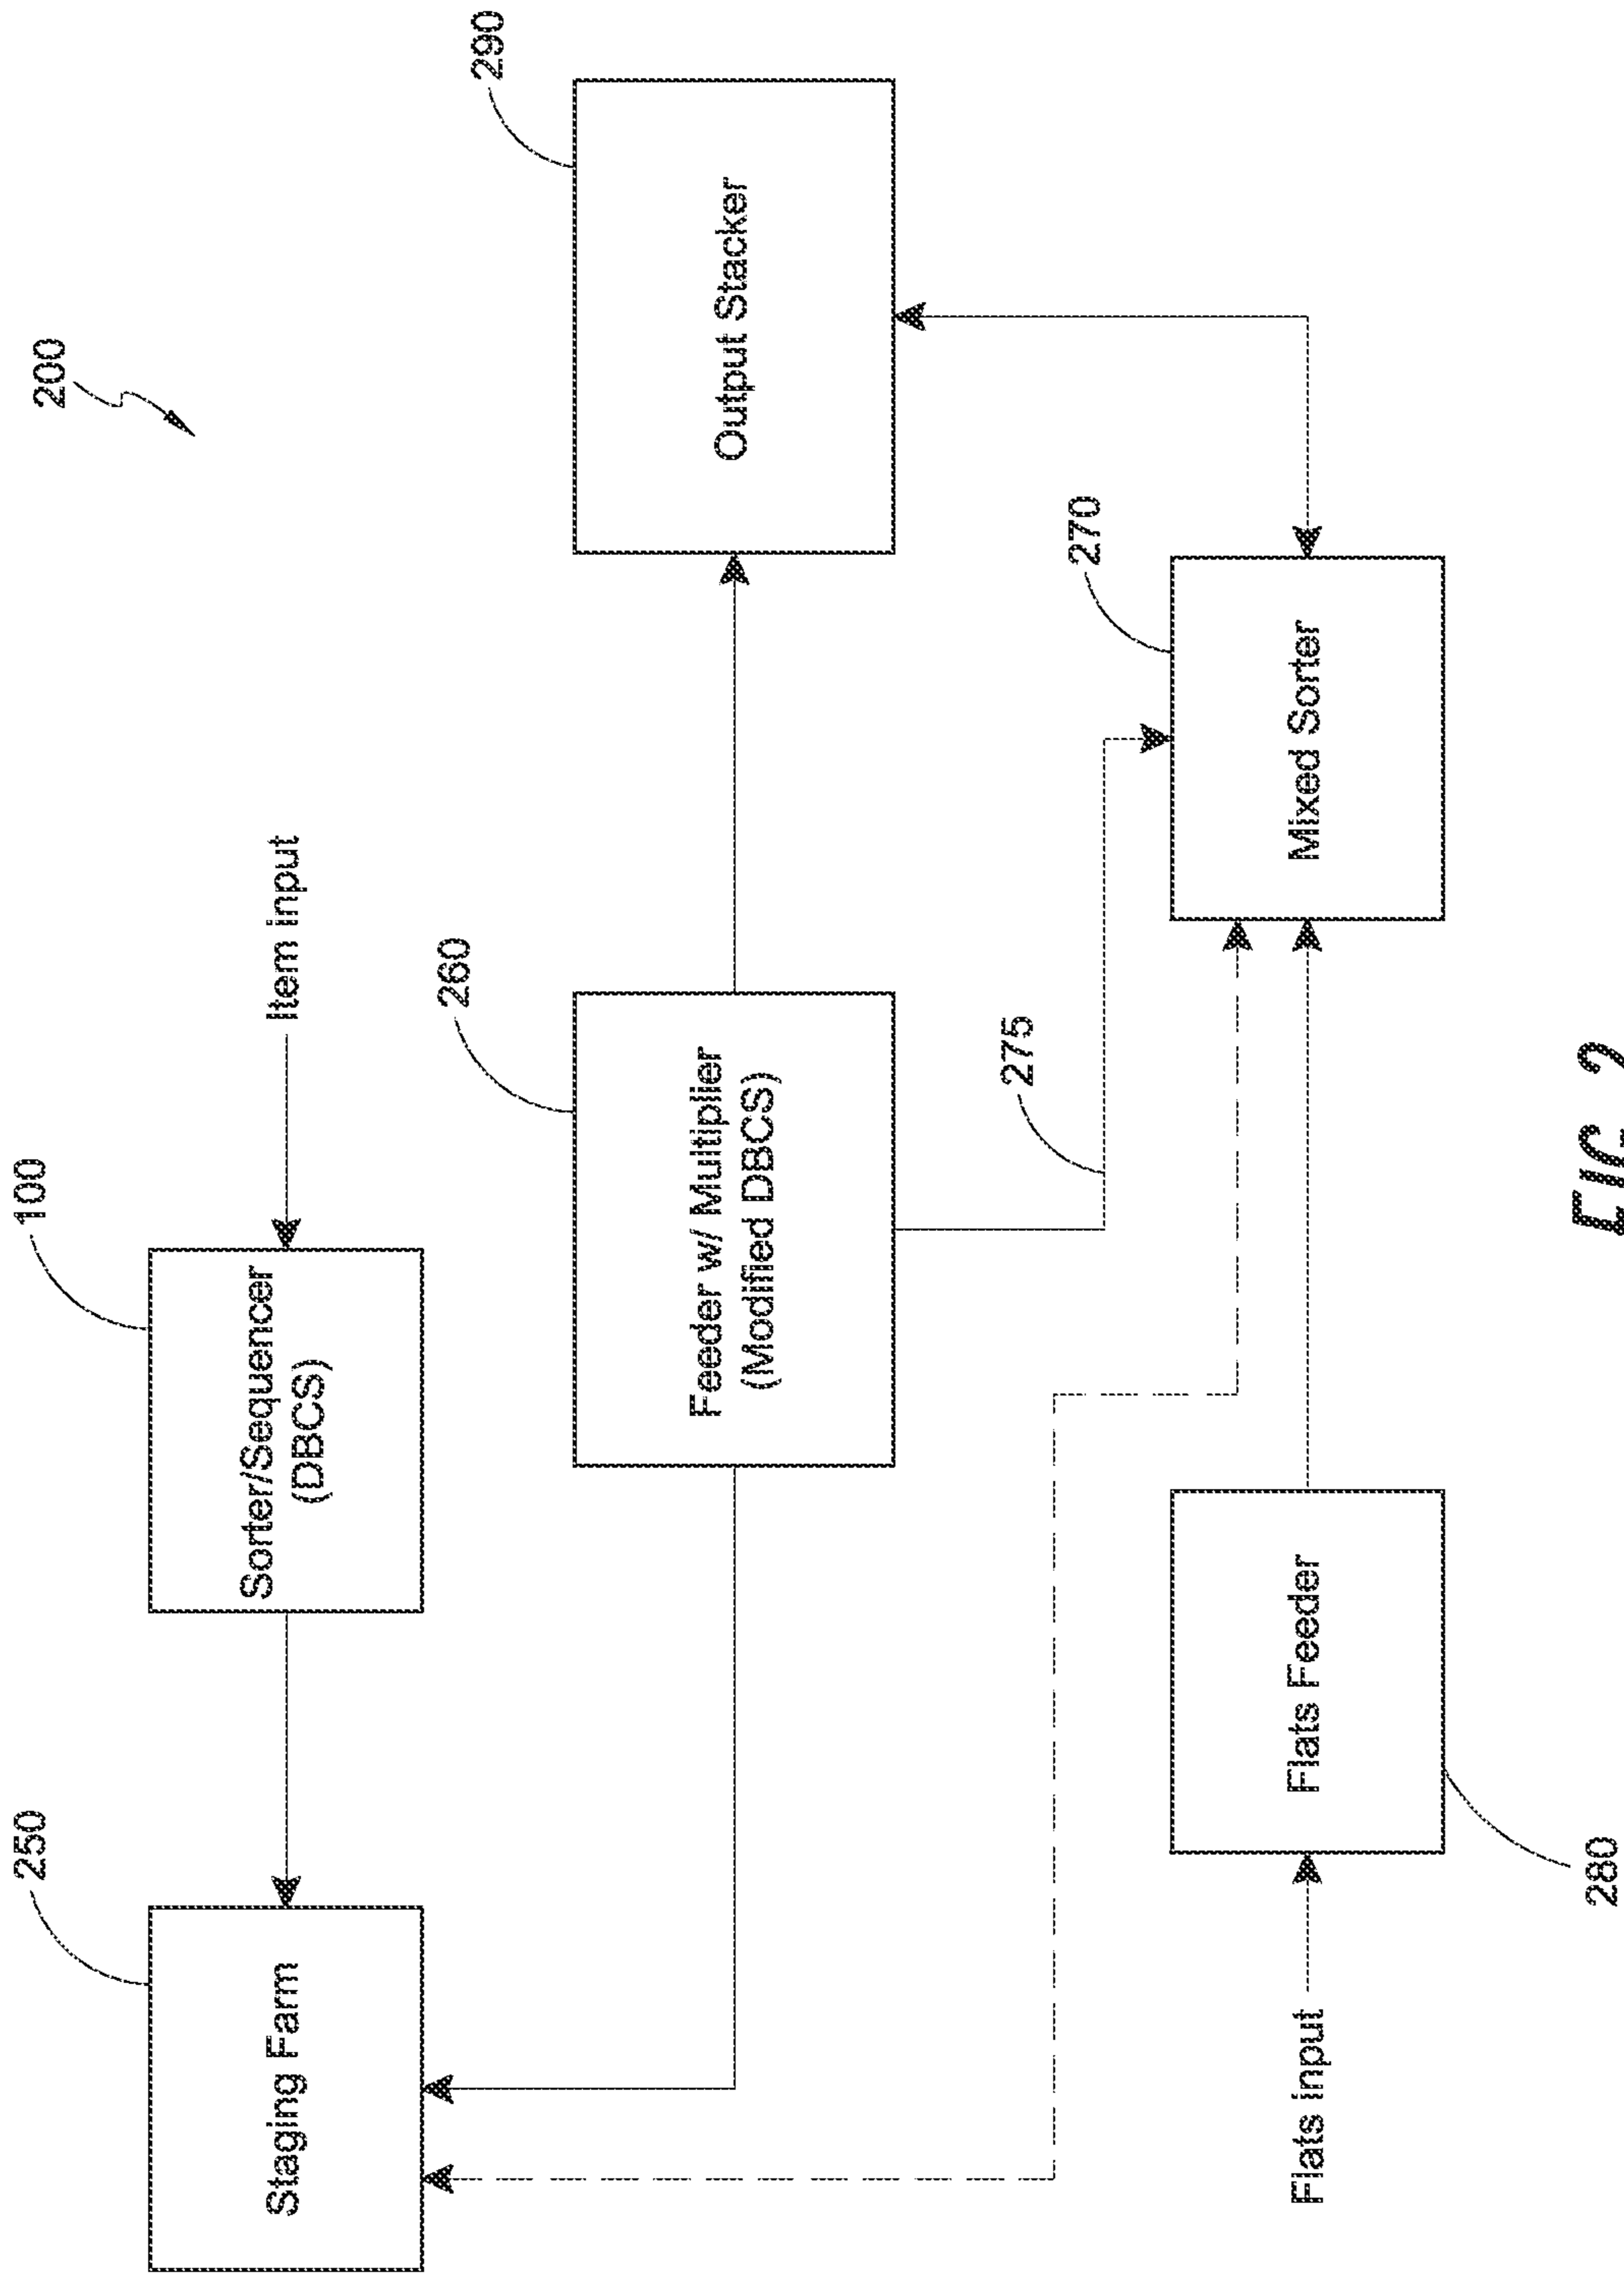 200
250
100
Staging Farm
Sorter/Sequencer
(DBCS)
Item input
260
290
Feeder w/ Multiplier
(Modified DBCS)
Output Stacker
275
270
Flats input
Flats Feeder
Mixed Sorter
280
FIG. 2